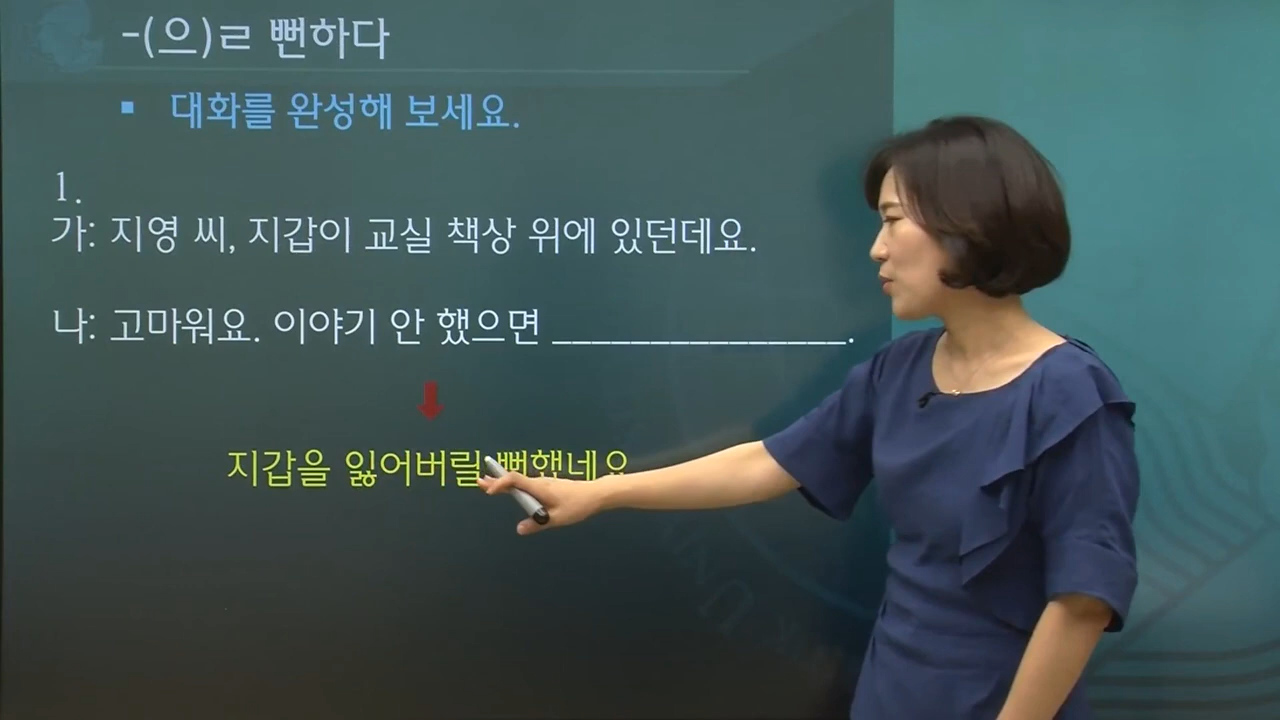 -(으)ㄹ 뻔하다
▪ 대화를 완성해 보세요.
1.
가: 지영 씨, 지갑이 교실 책상 위에 있던데요.
나: 고마워요. 이야기 안 했으면 _______________.
지갑을 잃어버릴 뻔했네요